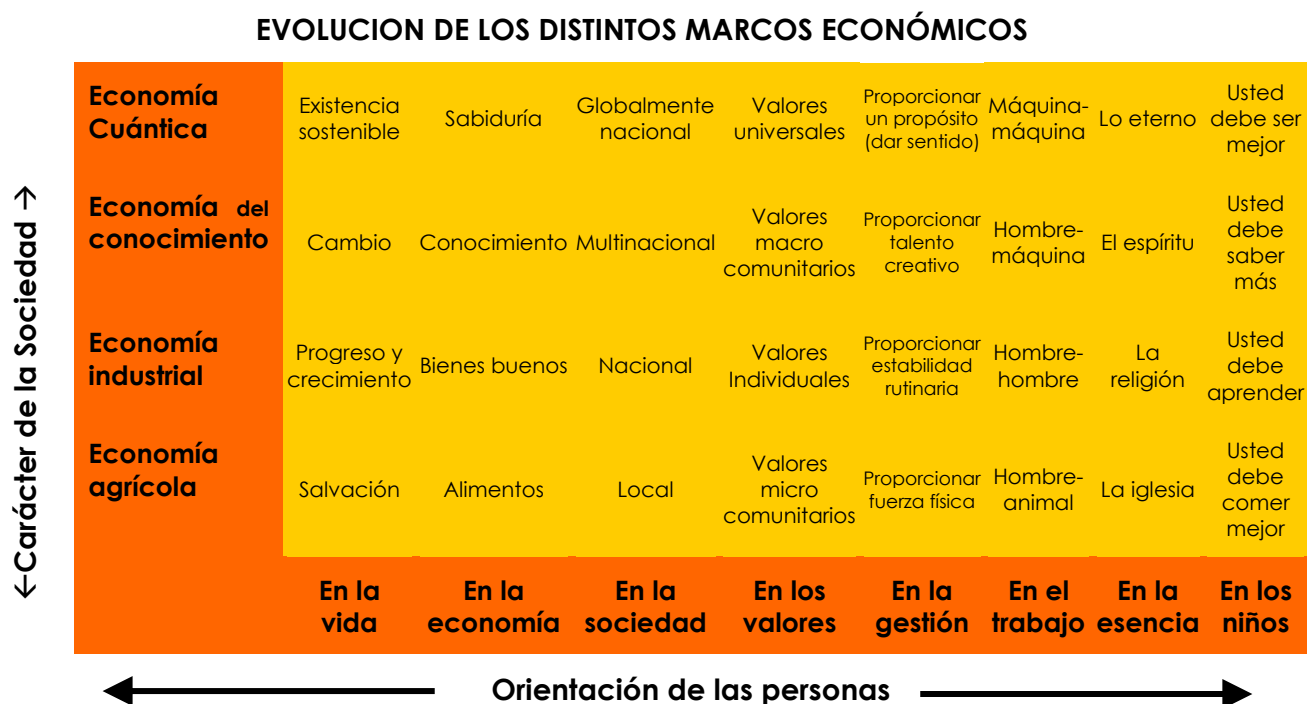 EVOLUCION DE LOS DISTINTOS MARCOS ECONÓMICOS
←Carácter de la Sociedad →
Economía
Cuántica
Existencia
sostenible
Sabiduría
Globalmente
nacional
Valores
universales
Proporcionar
un propósito
(dar sentido)
Máquina-
máquina
Lo eterno
Usted
debe ser
mejor
Economía del
conocimiento
Cambio
Conocimiento
Multinacional
Valores
macro
comunitarios
Proporcionar
talento
creativo
Hombre-
máquina
El espíritu
Usted
debe
saber
más
Economía
industrial
Progreso y
crecimiento
Bienes buenos
Nacional
Valores
Individuales
Proporcionar
estabilidad
rutinaria
Hombre-
hombre
La
religión
Usted
debe
aprender
Economía
agrícola
Salvación
Alimentos
Local
Valores
micro
comunitarios
Proporcionar
fuerza física
Hombre-
animal
La iglesia
Usted
debe
comer
mejor
En la
vida
En la
economía
En la
sociedad
En los
valores
En la
gestión
En el
trabajo
En la
esencia
En los
niños
Orientación de las personas